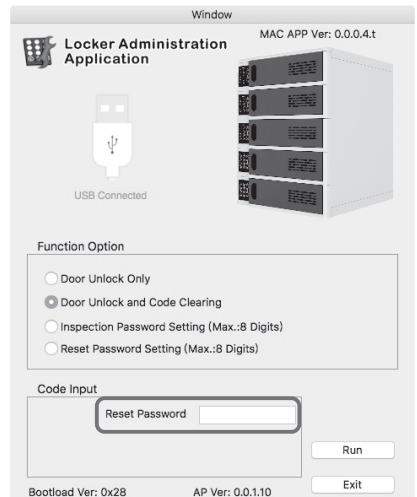 Window
MAC APP Ver: 0.0.0.4.t
Locker Administration
Application
USB Connected
Function Option
Door Unlock Only
Door Unlock and Code Clearing
Inspection Password Setting (Max.:8 Digits)
Reset Password Setting (Max.:8 Digits)
Code Input
Reset Password
Run
Exit
Bootload Ver: 0x28
AP Ver: 0.0.1.10